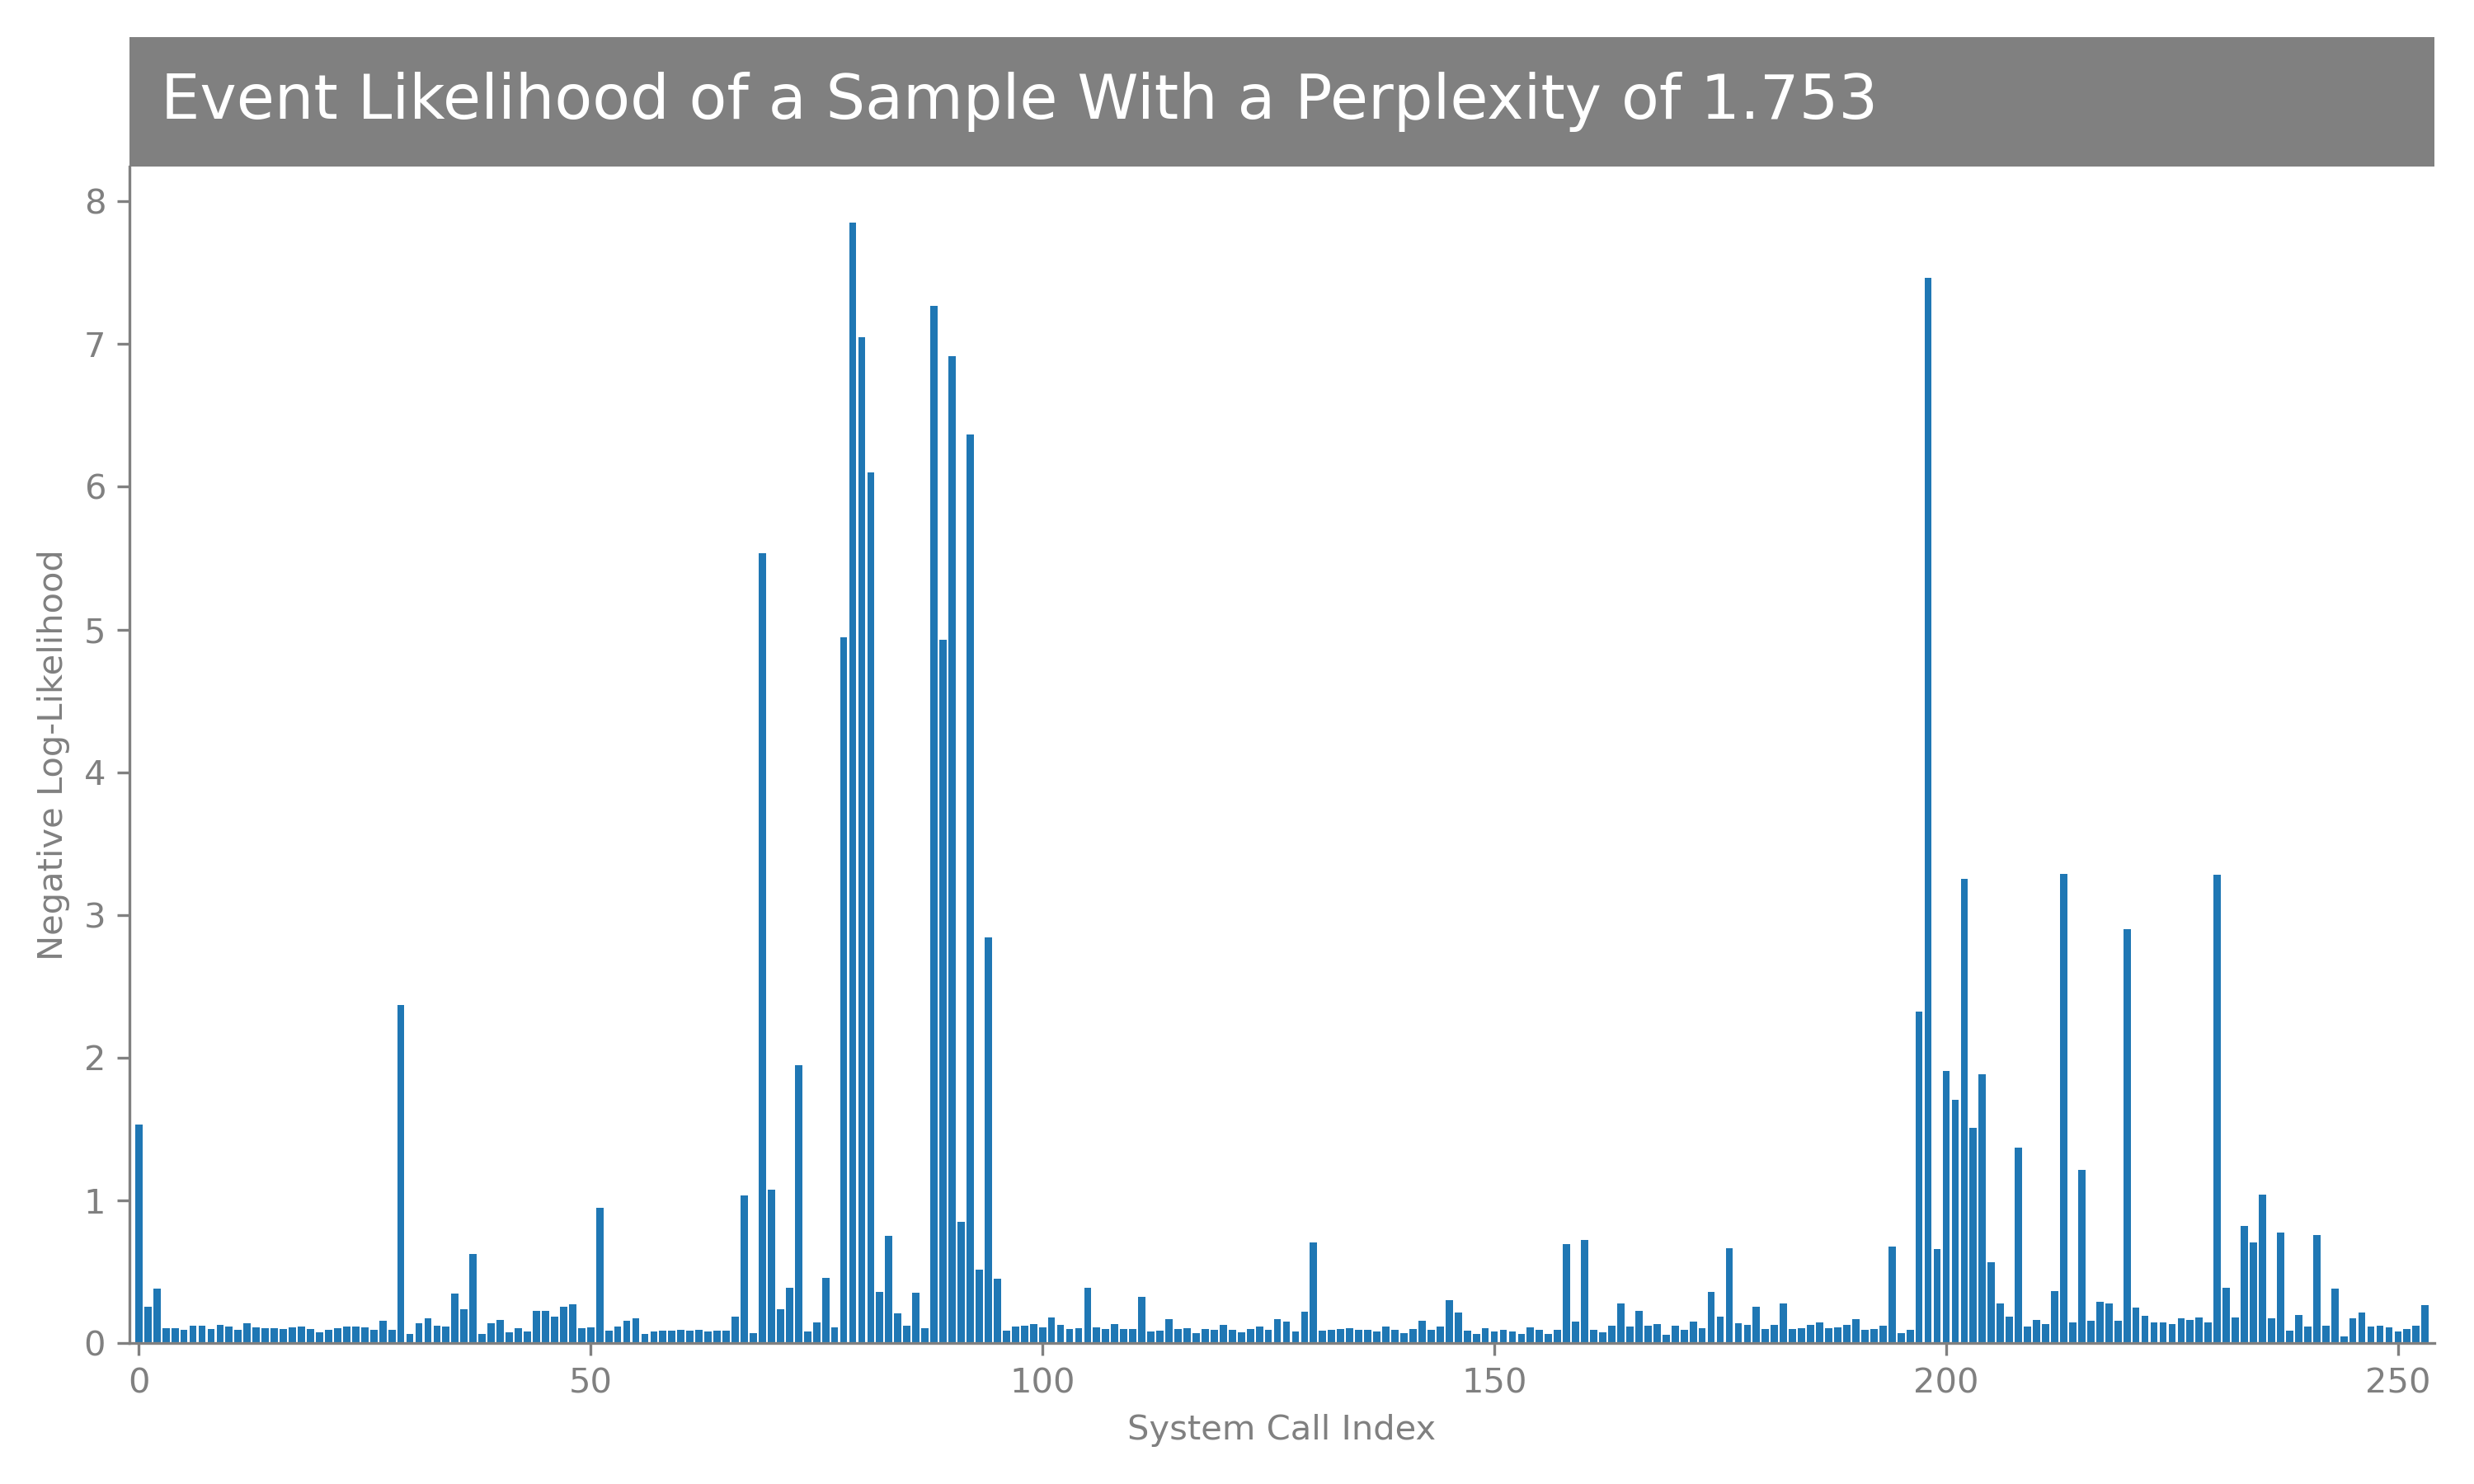 Event Likelihood of a Sample With a Perplexity of 1.753
8
7
6
5
4
3
2
1
0
Negative Log-Likelihood
0 50 100 150 200 250
System Call Index